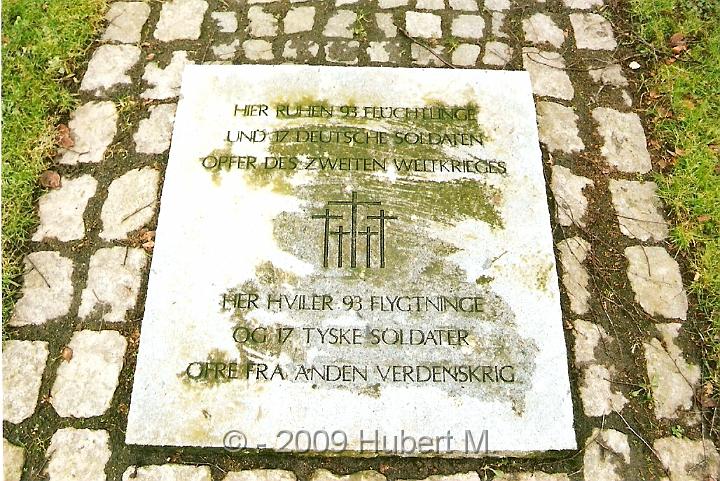 HIER RUHEN 93 FLÜCHTLINGE
UND 17 DEUTSCHE SOLDATEN
OPFER DES ZWEITEN WELTKRIEGES
HER HVILER 93 FLYGTNINGE
OG 17 TYSKE SOLDATER
OFRE FRA ANDEN VERDENSKRIG
© - 2009 Hubert M